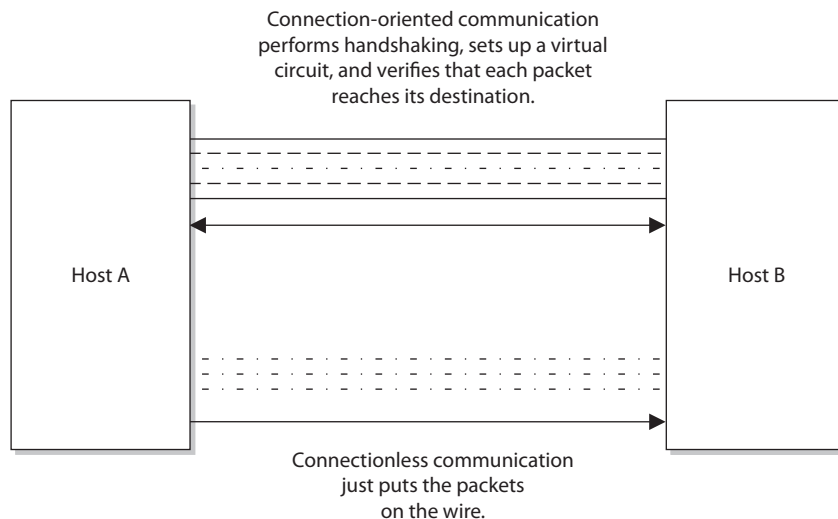 Connection-oriented communication
performs handshaking, sets up a virtual
circuit, and verifies that each packet
reaches its destination.
Host A
Host B
Connectionless communication
just puts the packets
on the wire.